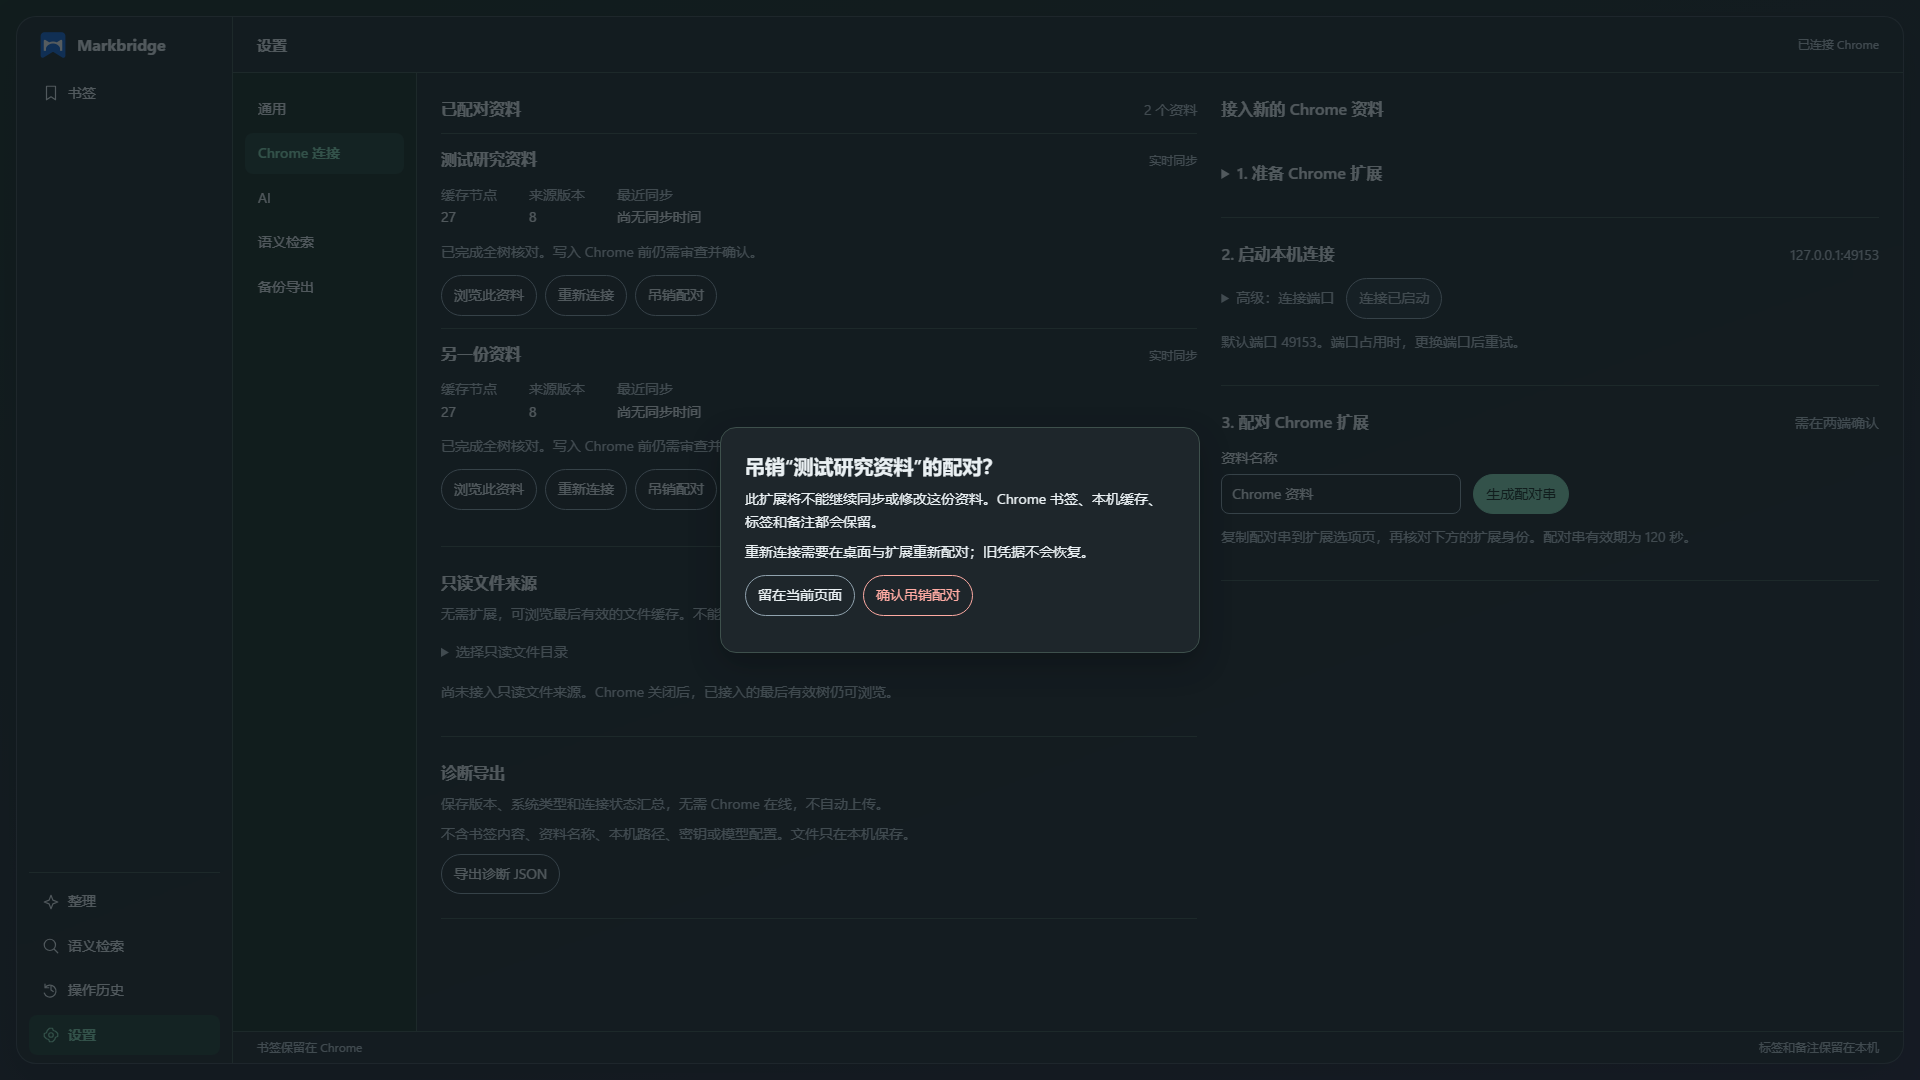 Markbridge
书签
整理
语义检索
操作历史
设置
设置
已连接 Chrome
通用
Chrome 连接
AI
语义检索
备份导出
已配对资料
2 个资料
测试研究资料
实时同步
缓存节点 来源版本 最近同步
27 8 尚无同步时间
已完成全树核对。写入 Chrome 前仍需审查并确认。
浏览此资料 重新连接 吊销配对
另一份资料
实时同步
缓存节点 来源版本 最近同步
27 8 尚无同步时间
已完成全树核对。写入 Chrome 前仍需审查并
浏览此资料 重新连接 吊销配对
只读文件来源
无需扩展，可浏览最后有效的文件缓存。不能
选择只读文件目录
尚未接入只读文件来源。Chrome 关闭后，已接入的最后有效树仍可浏览。
诊断导出
保存版本、系统类型和连接状态汇总，无需 Chrome 在线，不自动上传。
不含书签内容、资料名称、本机路径、密钥或模型配置。文件只在本机保存。
导出诊断 JSON
接入新的 Chrome 资料
1. 准备 Chrome 扩展
2. 启动本机连接
127.0.0.1:49153
高级：连接端口 连接已启动
默认端口 49153。端口占用时，更换端口后重试。
3. 配对 Chrome 扩展
需在两端确认
资料名称
Chrome 资料 生成配对串
复制配对串到扩展选项页，再核对下方的扩展身份。配对串有效期为 120 秒。
吊销“测试研究资料”的配对？
此扩展将不能继续同步或修改这份资料。Chrome 书签、本机缓存、
标签和备注都会保留。
重新连接需要在桌面与扩展重新配对；旧凭据不会恢复。
留在当前页面 确认吊销配对
书签保留在 Chrome
标签和备注保留在本机